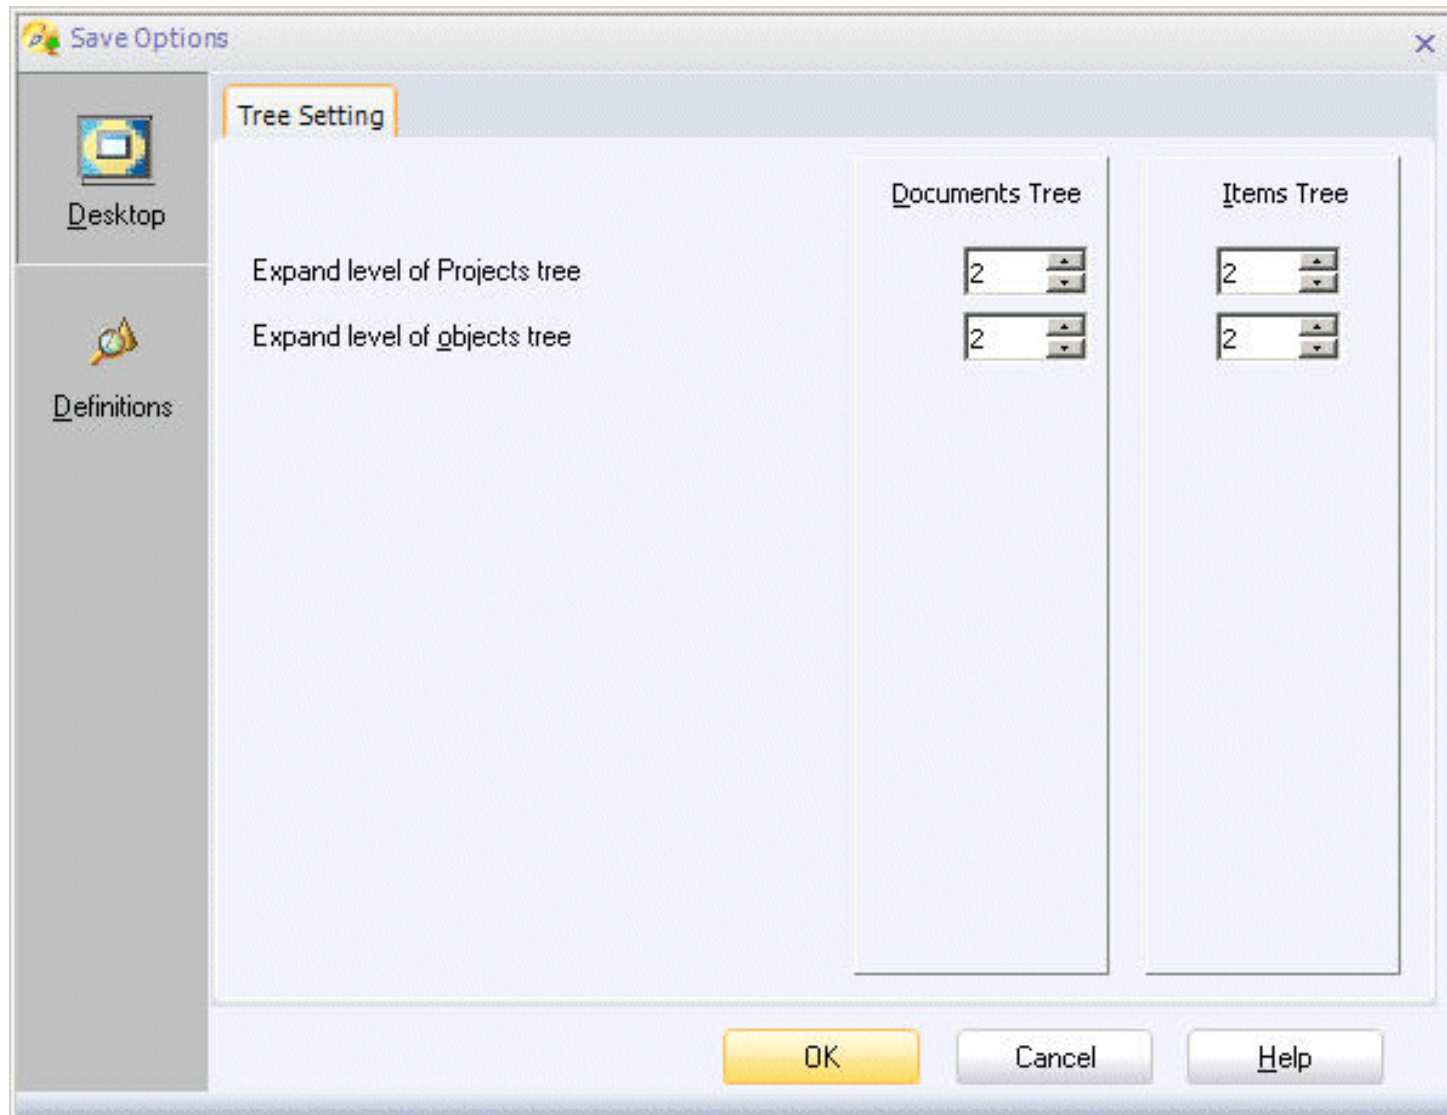 Save Options
Tree Setting
Desktop
Definitions
Documents Tree
Items Tree
Expand level of Projects tree
2
2
Expand level of objects tree
2
2
OK
Cancel
Help